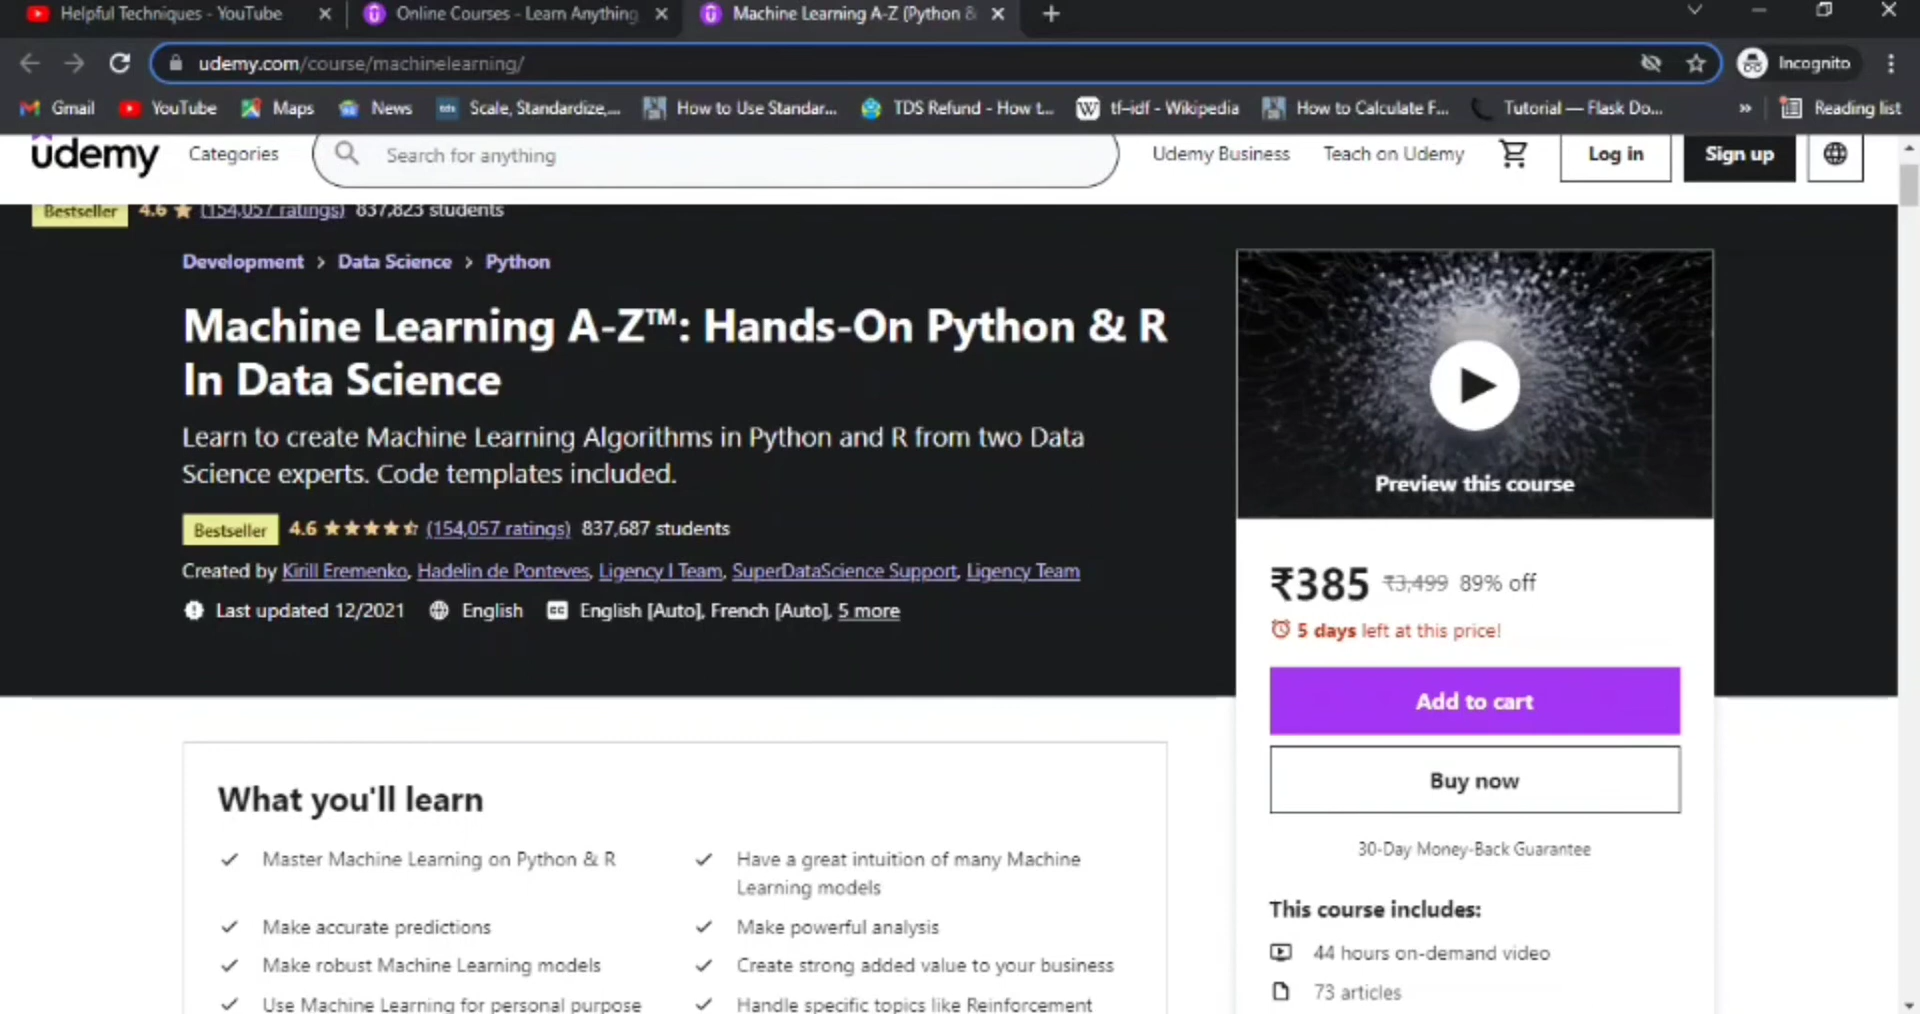 Helpful Techniques - YouTube
Online Courses - Learn Anything
Machine Learning A-Z (Python &
udemy.com/course/machinelearning/
Incognito
Gmail
YouTube
Maps
News
Scale, Standardize,...
How to Use Standar...
TDS Refund - How t...
tf–idf - Wikipedia
How to Calculate F...
Tutorial — Flask Do...
Reading list
udemy
Categories
Search for anything
Udemy Business
Teach on Udemy
Log in
Sign up
Bestseller 4.6 (154,057 ratings) 837,823 students
Development > Data Science > Python
Machine Learning A-Z™: Hands-On Python & R
In Data Science
Learn to create Machine Learning Algorithms in Python and R from two Data
Science experts. Code templates included.
Bestseller 4.6 (154,057 ratings) 837,687 students
Created by Kirill Eremenko, Hadelin de Ponteves, Ligency I Team, SuperDataScience Support, Ligency Team
Last updated 12/2021 English English [Auto], French [Auto], 5 more
Preview this course
₹385 ₹3,499 89% off
5 days left at this price!
Add to cart
Buy now
30-Day Money-Back Guarantee
This course includes:
44 hours on-demand video
73 articles
What you'll learn
Master Machine Learning on Python & R
Have a great intuition of many Machine
Learning models
Make accurate predictions
Make powerful analysis
Make robust Machine Learning models
Create strong added value to your business
Use Machine Learning for personal purpose
Handle specific topics like Reinforcement